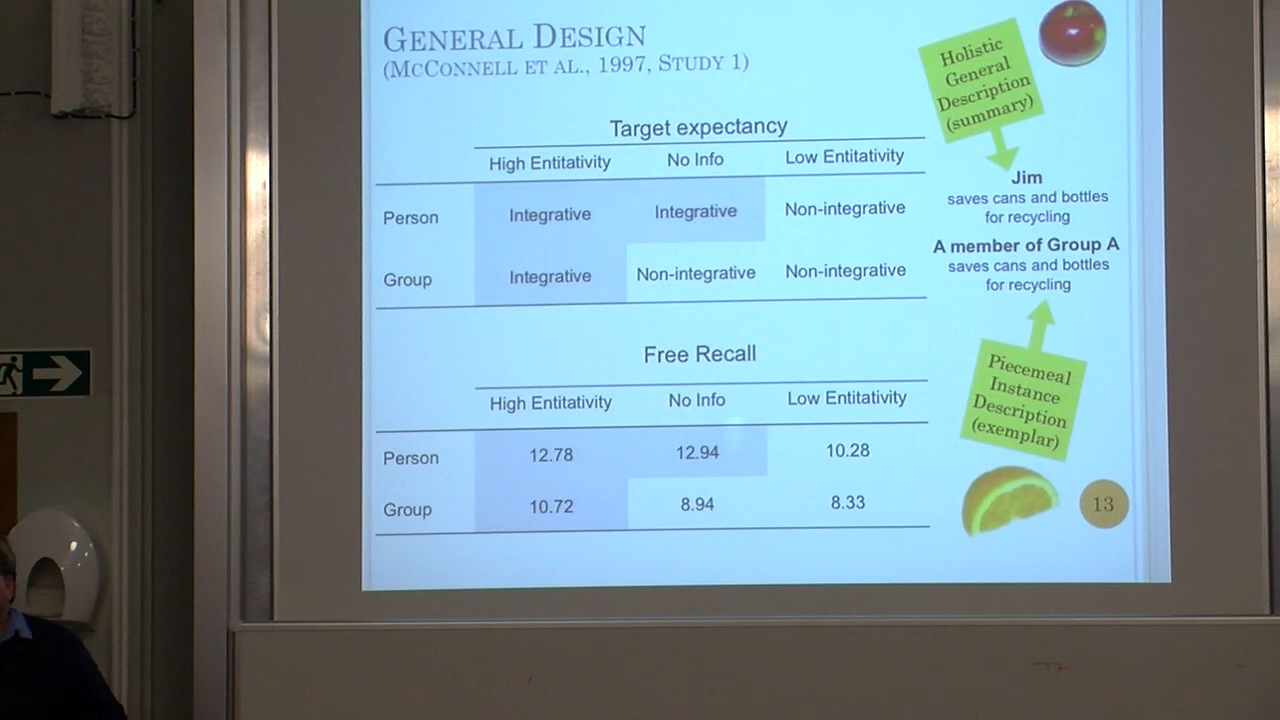 GENERAL DESIGN
(MCCONNELL ET AL., 1997, STUDY 1)
Target expectancy
High Entitativity No Info Low Entitativity
Person Integrative Integrative Non-integrative
Group Integrative Non-integrative Non-integrative
Free Recall
High Entitativity No Info Low Entitativity
Person 12.78 12.94 10.28
Group 10.72 8.94 8.33
Holistic
General
Description
(summary)
Jim
saves cans and bottles
for recycling
A member of Group A
saves cans and bottles
for recycling
Piecemeal
Instance
Description
(exemplar)
13